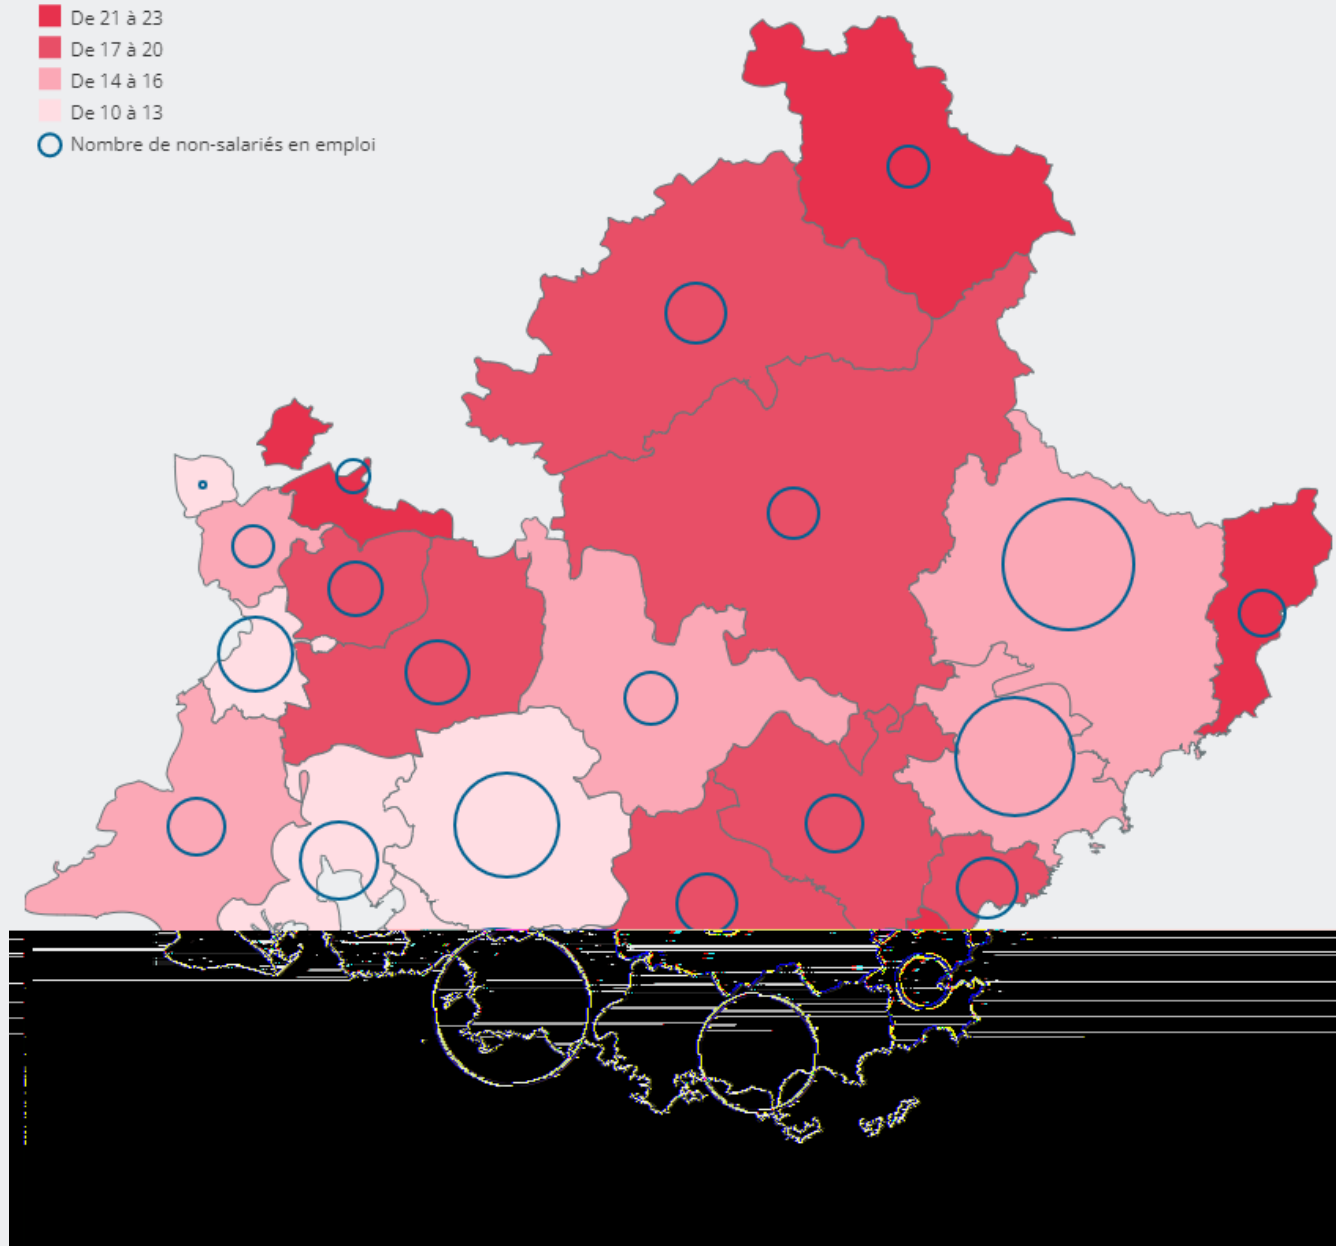 De 21 à 23
De 17 à 20
De 14 à 16
De 10 à 13
Nombre de non-salariés en emploi